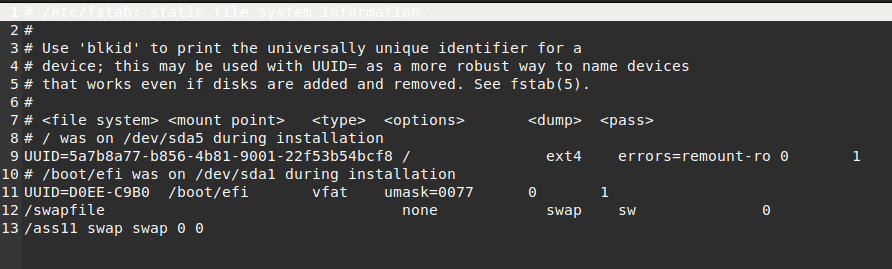 1 # /etc/fstab: static file system information.
2 #
3 # Use 'blkid' to print the universally unique identifier for a
4 # device; this may be used with UUID= as a more robust way to name devices
5 # that works even if disks are added and removed. See fstab(5).
6 #
7 # <file system> <mount point>   <type>  <options>       <dump>  <pass>
8 # / was on /dev/sda5 during installation
9 UUID=5a7b8a77-b856-4b81-9001-22f53b54bcf8 /               ext4    errors=remount-ro 0       1
10 # /boot/efi was on /dev/sda1 during installation
11 UUID=D0EE-C9B0  /boot/efi       vfat    umask=0077      0       1
12 /swapfile                                 none            swap    sw              0
13 /ass11 swap swap 0 0